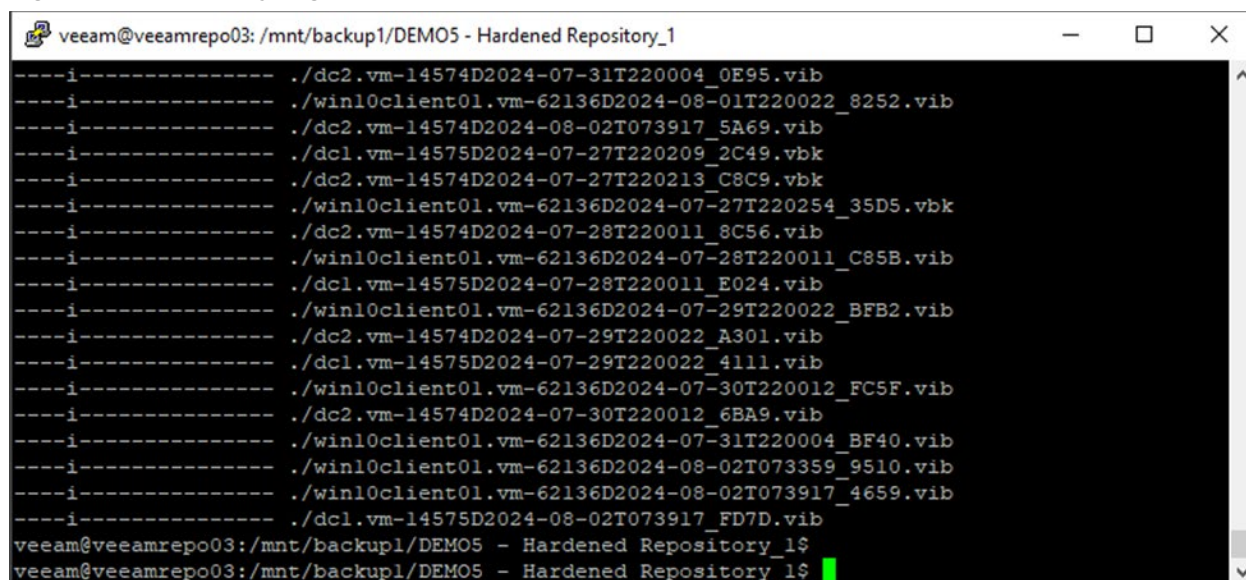 veeam@veeamrepo03: /mnt/backup1/DEMO5 - Hardened Repository_1
----i--------------- ./dc2.vm-14574D2024-07-31T220004_0E95.vib
----i--------------- ./win10client01.vm-62136D2024-08-01T220022_8252.vib
----i--------------- ./dc2.vm-14574D2024-08-02T073917_5A69.vib
----i--------------- ./dc1.vm-14575D2024-07-27T220209_2C49.vbk
----i--------------- ./dc2.vm-14574D2024-07-27T220213_C8C9.vbk
----i--------------- ./win10client01.vm-62136D2024-07-27T220254_35D5.vbk
----i--------------- ./dc2.vm-14574D2024-07-28T220011_8C56.vib
----i--------------- ./win10client01.vm-62136D2024-07-28T220011_C85B.vib
----i--------------- ./dc1.vm-14575D2024-07-28T220011_E024.vib
----i--------------- ./win10client01.vm-62136D2024-07-29T220022_BFB2.vib
----i--------------- ./dc2.vm-14574D2024-07-29T220022_A301.vib
----i--------------- ./dc1.vm-14575D2024-07-29T220022_4111.vib
----i--------------- ./win10client01.vm-62136D2024-07-30T220012_FC5F.vib
----i--------------- ./dc2.vm-14574D2024-07-30T220012_6BA9.vib
----i--------------- ./win10client01.vm-62136D2024-07-31T220004_BF40.vib
----i--------------- ./win10client01.vm-62136D2024-08-02T073359_9510.vib
----i--------------- ./win10client01.vm-62136D2024-08-02T073917_4659.vib
----i--------------- ./dc1.vm-14575D2024-08-02T073917_FD7D.vib
veeam@veeamrepo03:/mnt/backup1/DEMO5 - Hardened Repository_1$
veeam@veeamrepo03:/mnt/backup1/DEMO5 - Hardened Repository_1$